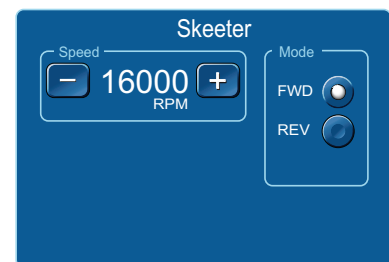 Skeeter
Speed
− 16000 +
RPM
Mode
FWD
REV